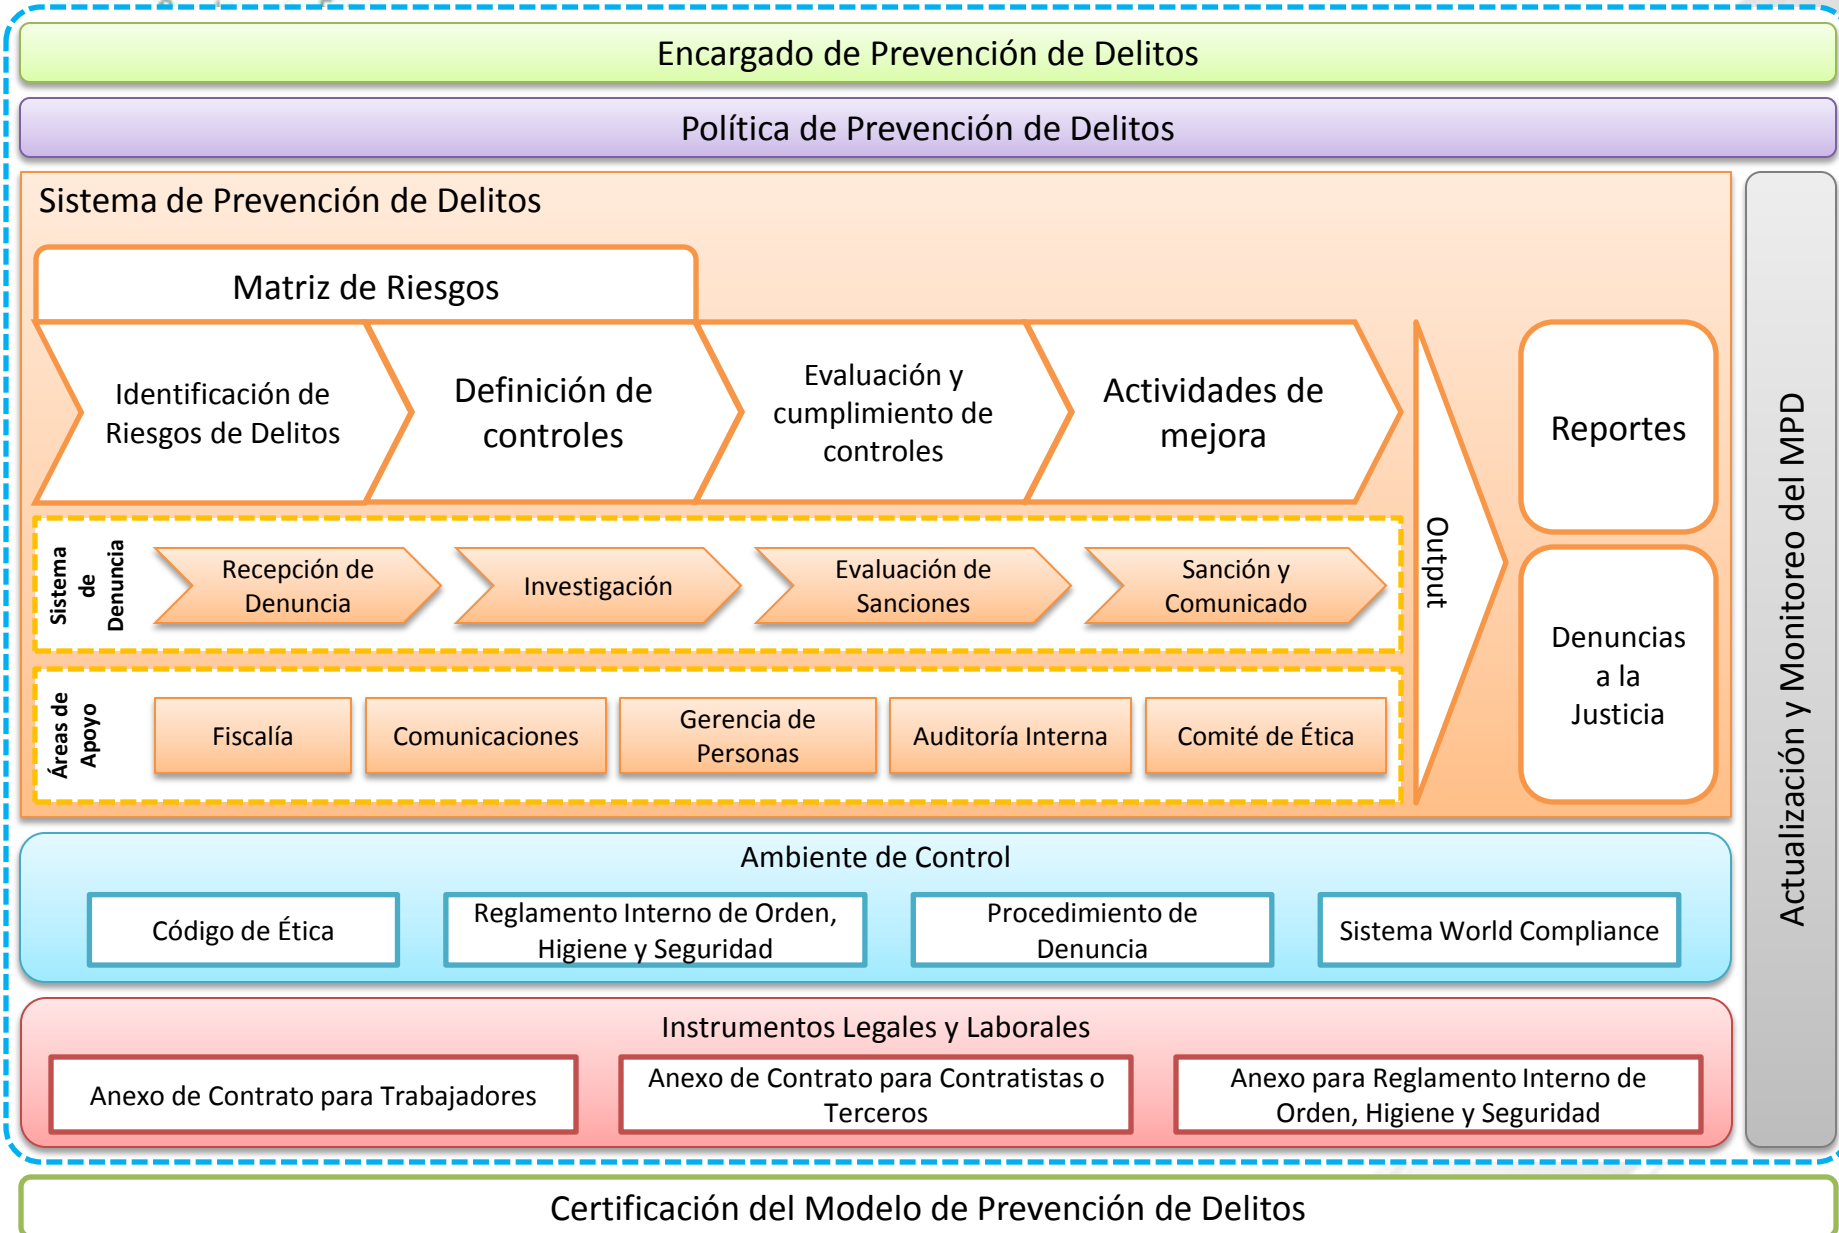 Encargado de Prevención de Delitos
Política de Prevención de Delitos
Sistema de Prevención de Delitos
Matriz de Riesgos
Identificación de
Riesgos de Delitos
Definición de
controles
Evaluación y
cumplimiento de
controles
Actividades de
mejora
Sistema
de
Denuncia
Recepción de
Denuncia
Investigación
Evaluación de
Sanciones
Sanción y
Comunicado
Áreas de
Apoyo
Fiscalía
Comunicaciones
Gerencia de
Personas
Auditoría Interna
Comité de Ética
Output
Reportes
Denuncias
a la
Justicia
Actualización y Monitoreo del MPD
Ambiente de Control
Código de Ética
Reglamento Interno de Orden,
Higiene y Seguridad
Procedimiento de
Denuncia
Sistema World Compliance
Instrumentos Legales y Laborales
Anexo de Contrato para Trabajadores
Anexo de Contrato para Contratistas o
Terceros
Anexo para Reglamento Interno de
Orden, Higiene y Seguridad
Certificación del Modelo de Prevención de Delitos